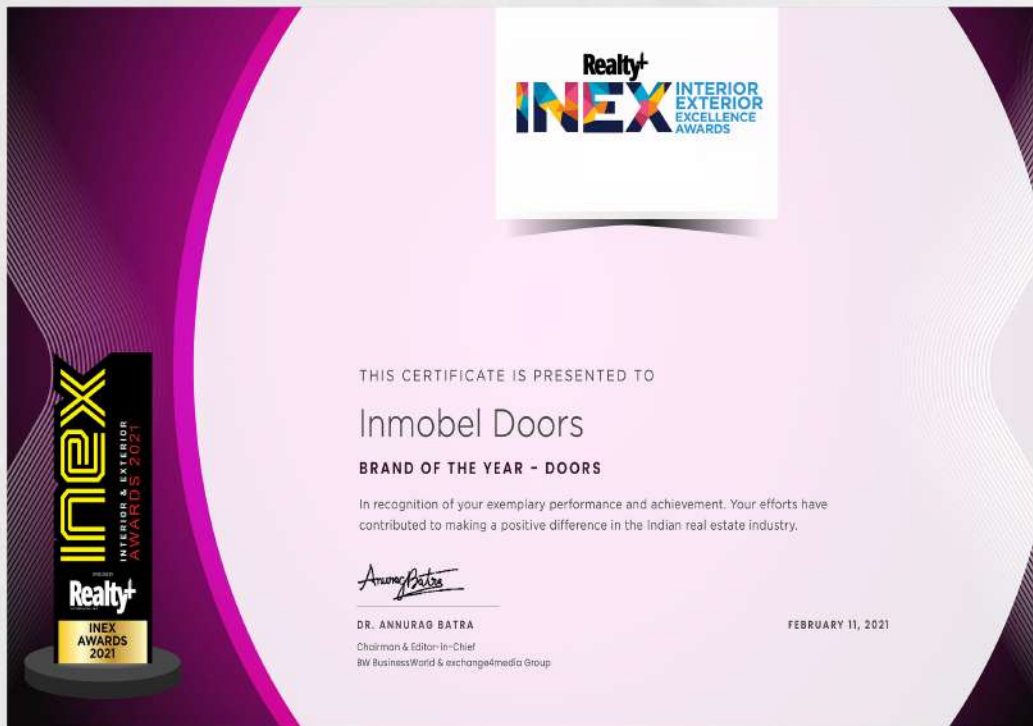 Realty+
INEX INTERIOR
EXTERIOR
EXCELLENCE
AWARDS
THIS CERTIFICATE IS PRESENTED TO
Inmobel Doors
BRAND OF THE YEAR – DOORS
In recognition of your exemplary performance and achievement. Your efforts have
contributed to making a positive difference in the Indian real estate industry.
Anurag Batra
DR. ANNURAG BATRA
FEBRUARY 11, 2021
Chairman & Editor-in-Chief
BW BusinessWorld & exchange4media Group
inex
INTERIOR & EXTERIOR
AWARDS 2021
Realty+
INEX
AWARDS
2021